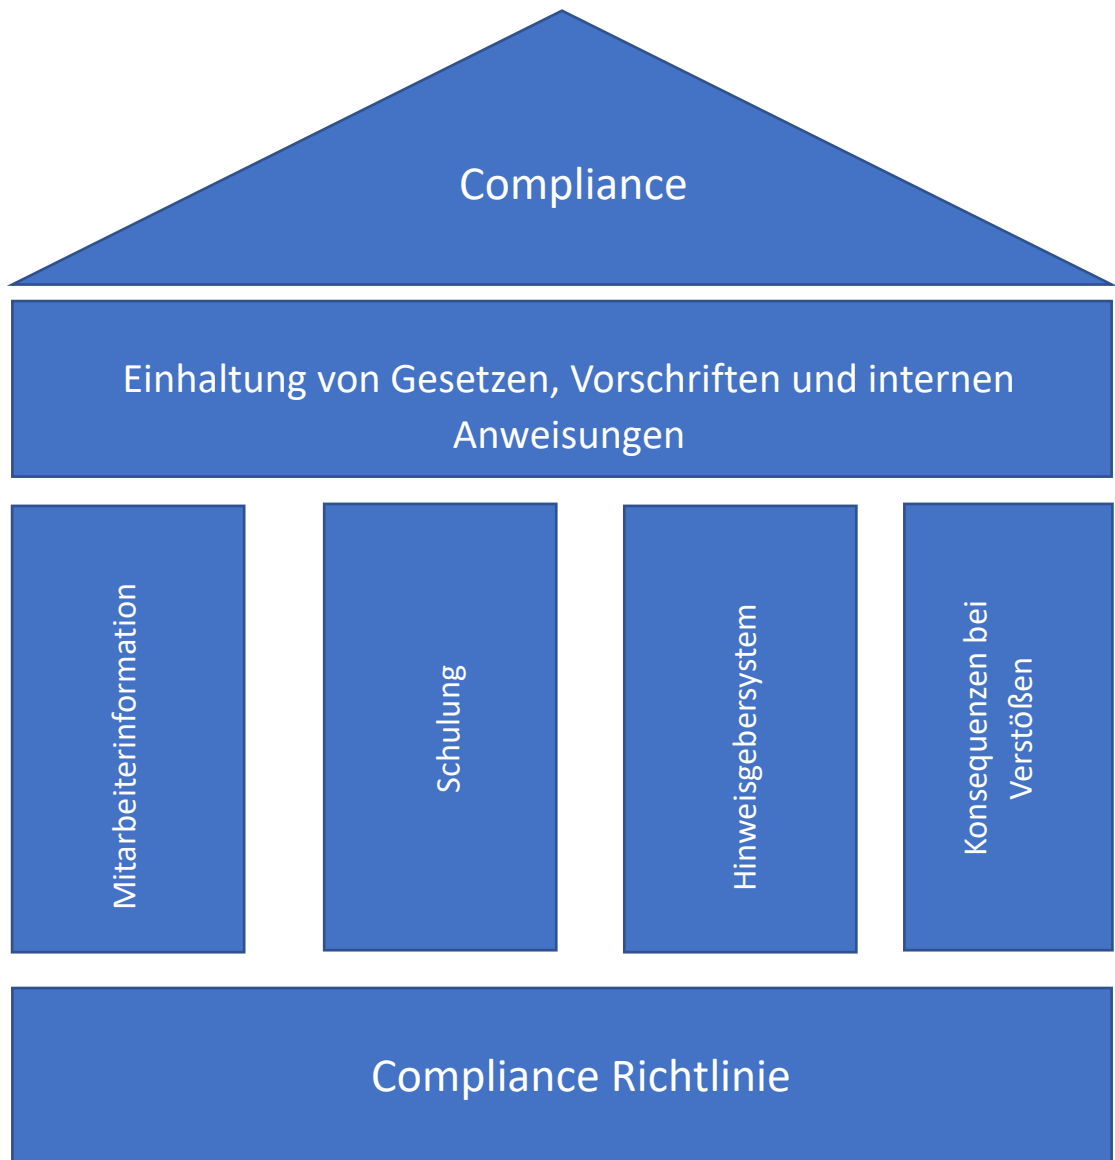 Compliance
Einhaltung von Gesetzen, Vorschriften und internen
Anweisungen
Mitarbeiterinformation
Schulung
Hinweisgebersystem
Konsequenzen bei
Verstößen
Compliance Richtlinie